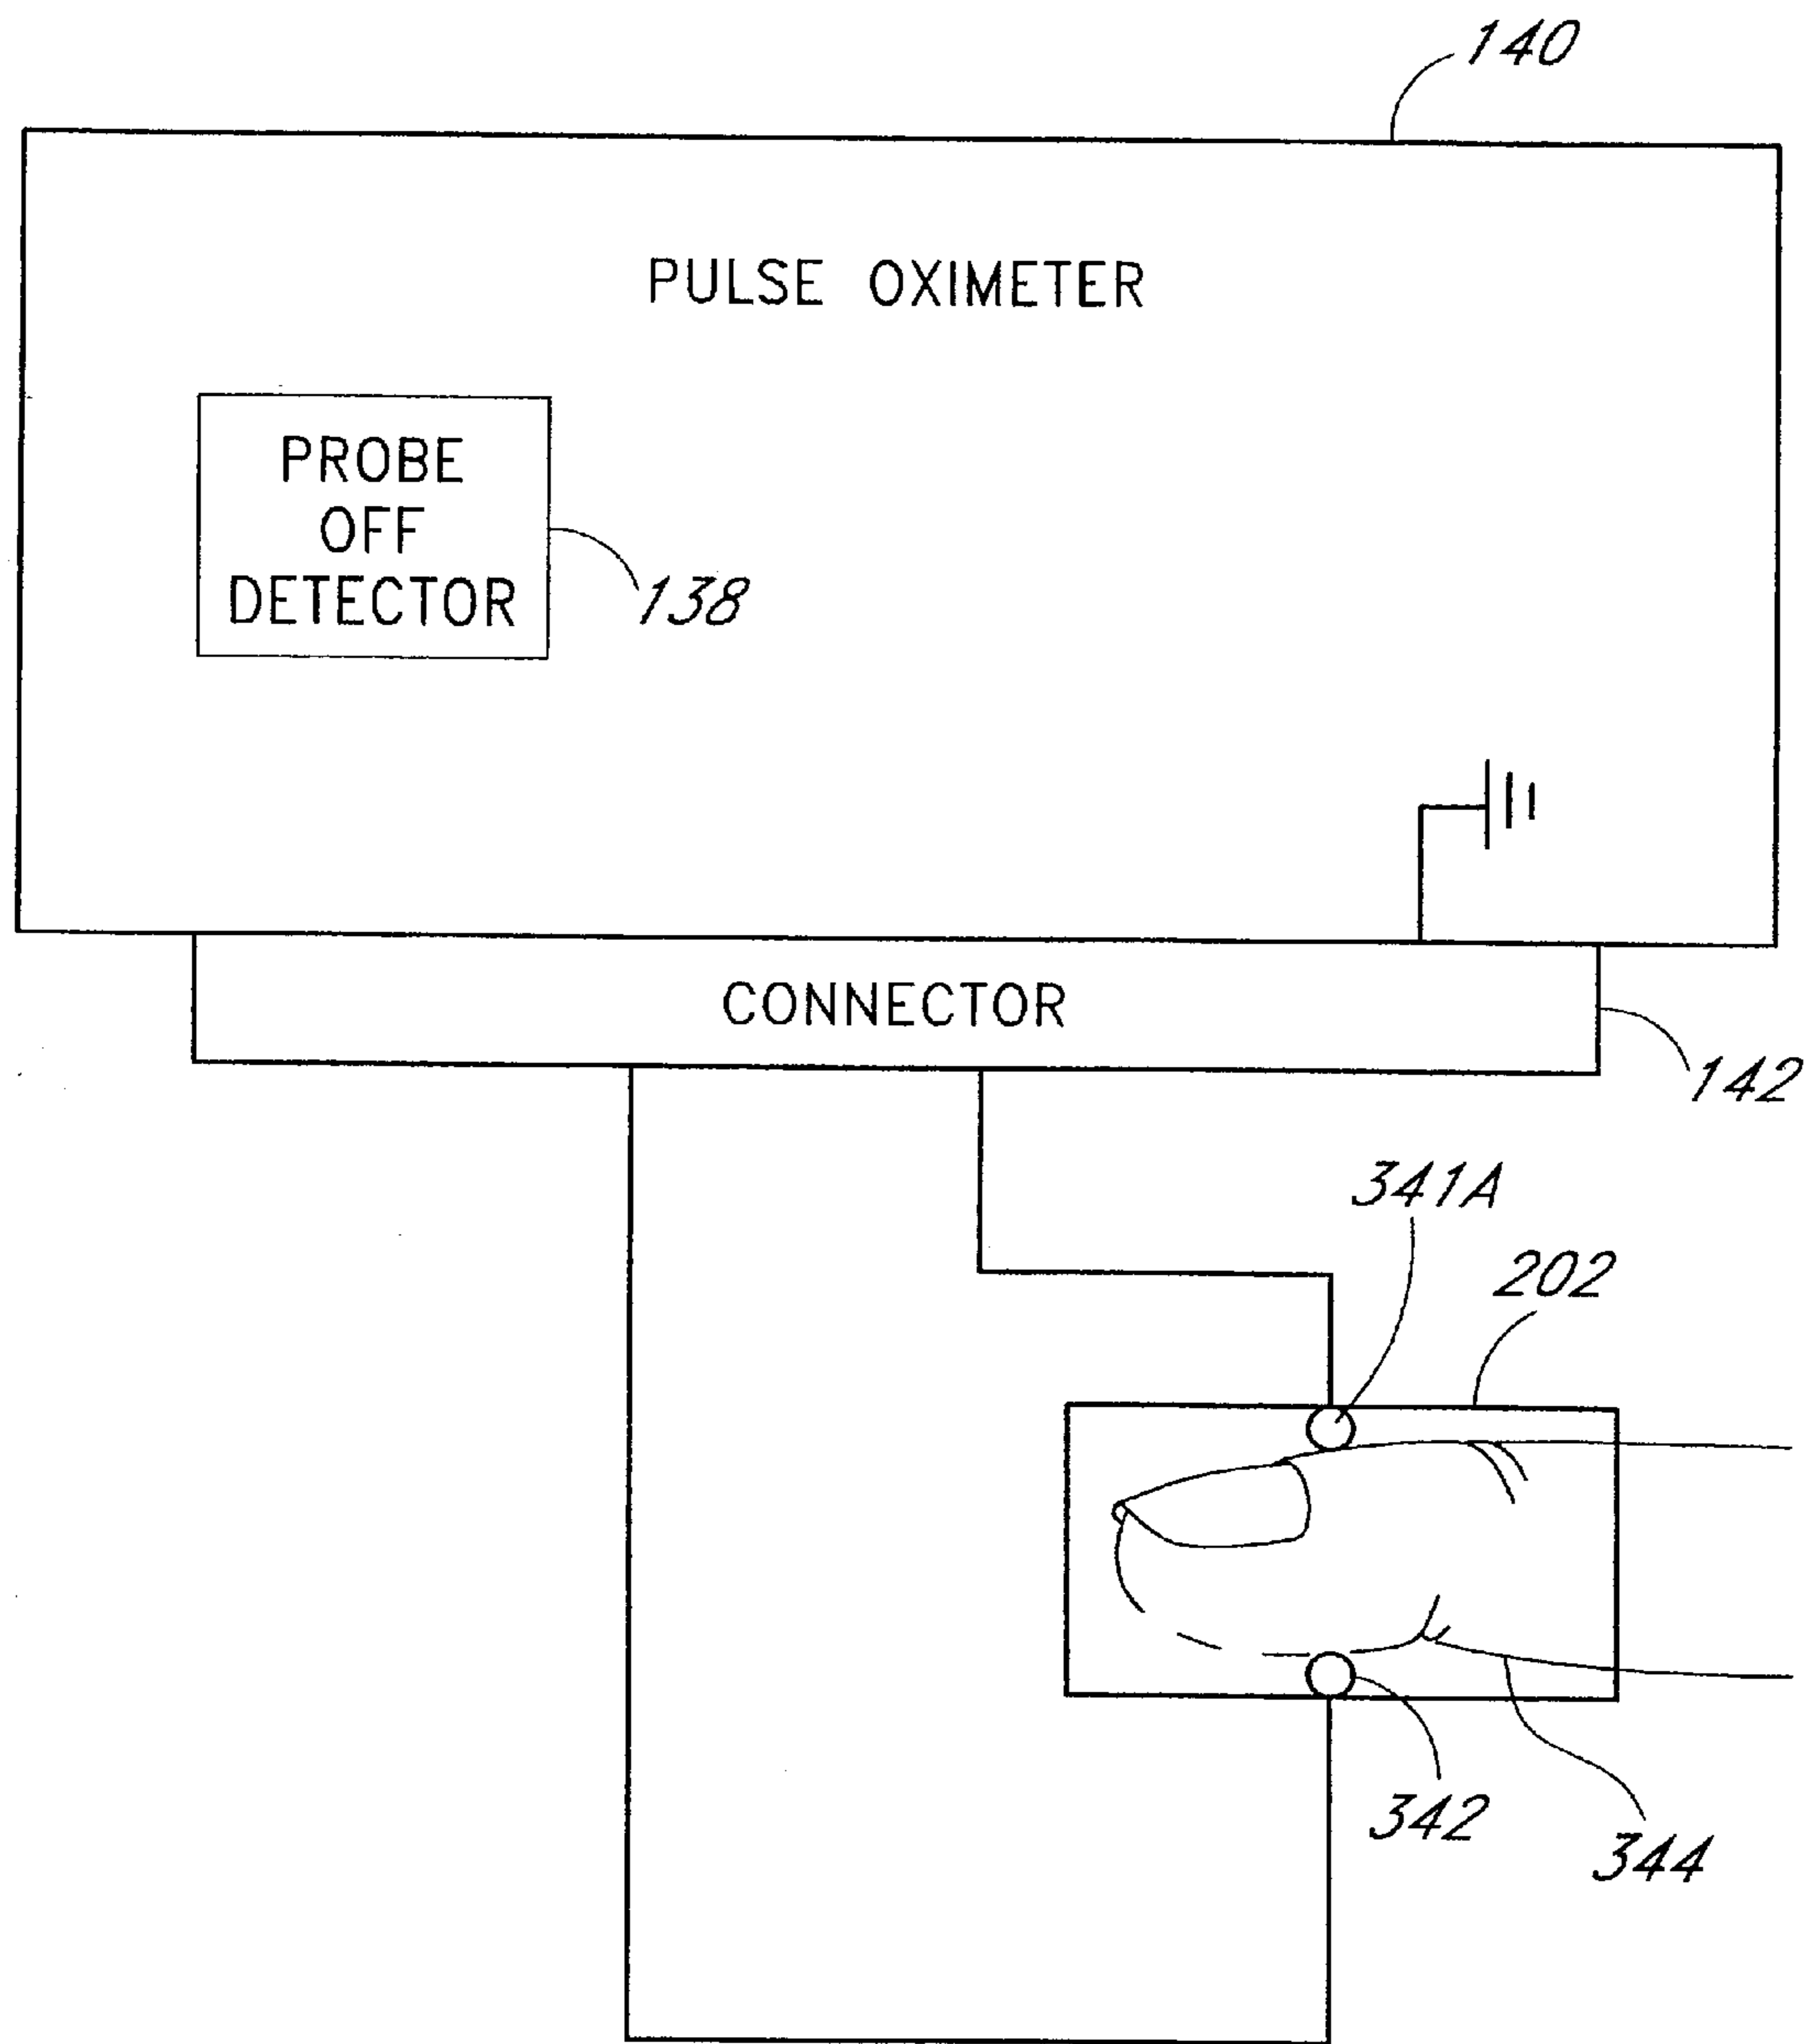 140
PULSE OXIMETER
PROBE
OFF
DETECTOR
138
CONNECTOR
142
341A
202
342
344